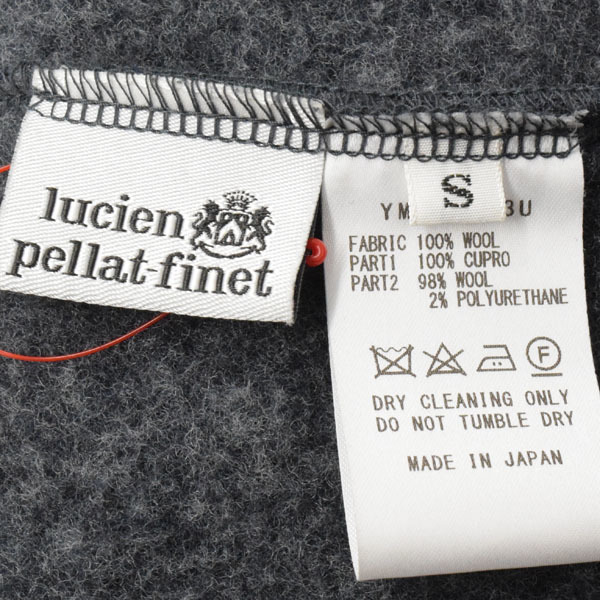 lucien
pellat-finet
S
YM 3U
FABRIC 100% WOOL
PART1 100% CUPRO
PART2 98% WOOL
2% POLYURETHANE
F
DRY CLEANING ONLY
DO NOT TUMBLE DRY
MADE IN JAPAN